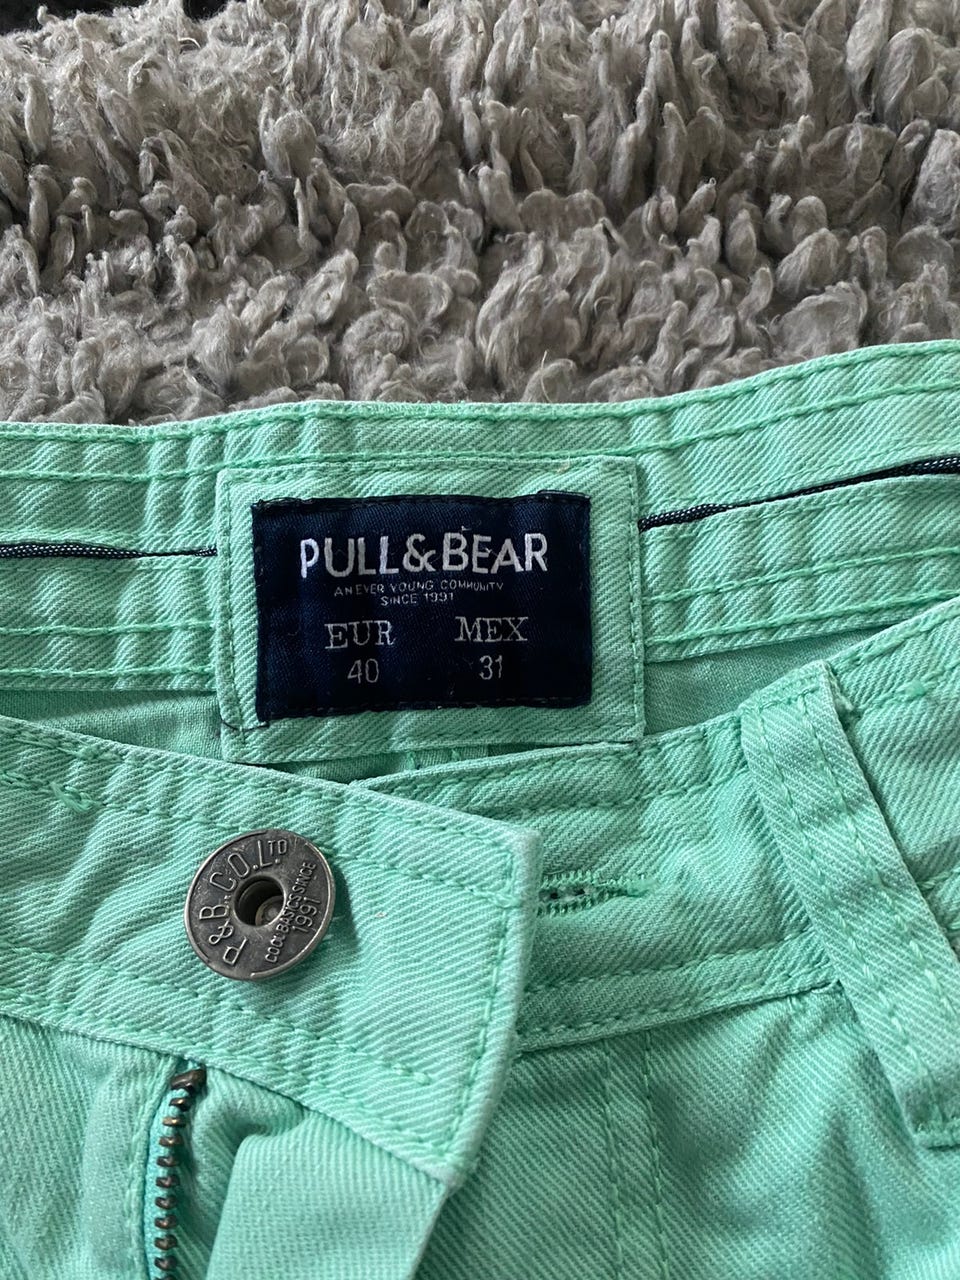 PULL&BEAR
AN EVER YOUNG COMMUNITY
SINCE 1991
EUR MEX
40 31
P&B.CO.LTD
COOL BASICS SINCE
1991